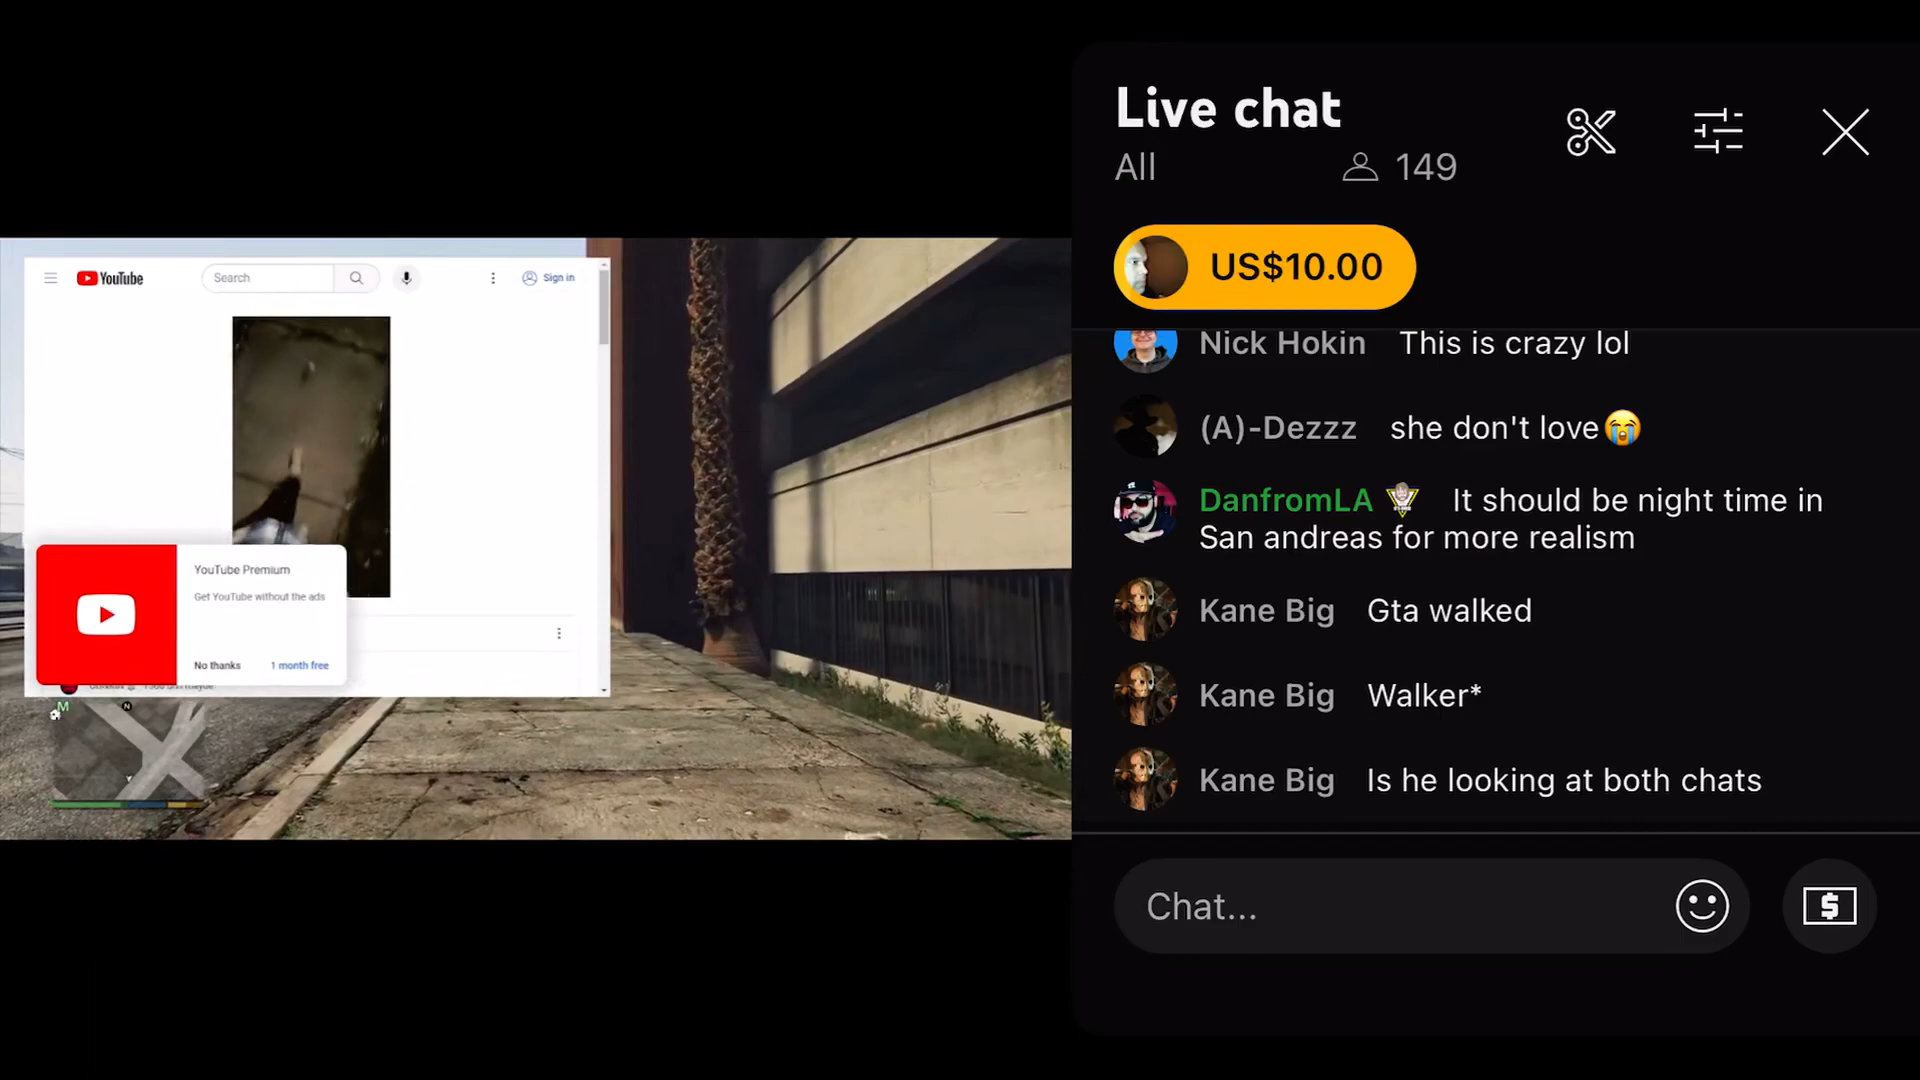 Live chat
All 149
US$10.00
Nick Hokin This is crazy lol
(A)-Dezzz she don't love😭
DanfromLA It should be night time in
San andreas for more realism
Kane Big Gta walked
Kane Big Walker*
Kane Big Is he looking at both chats
Chat...
YouTube Search Sign in
YouTube Premium
Get YouTube without the ads
No thanks 1 month free
M N